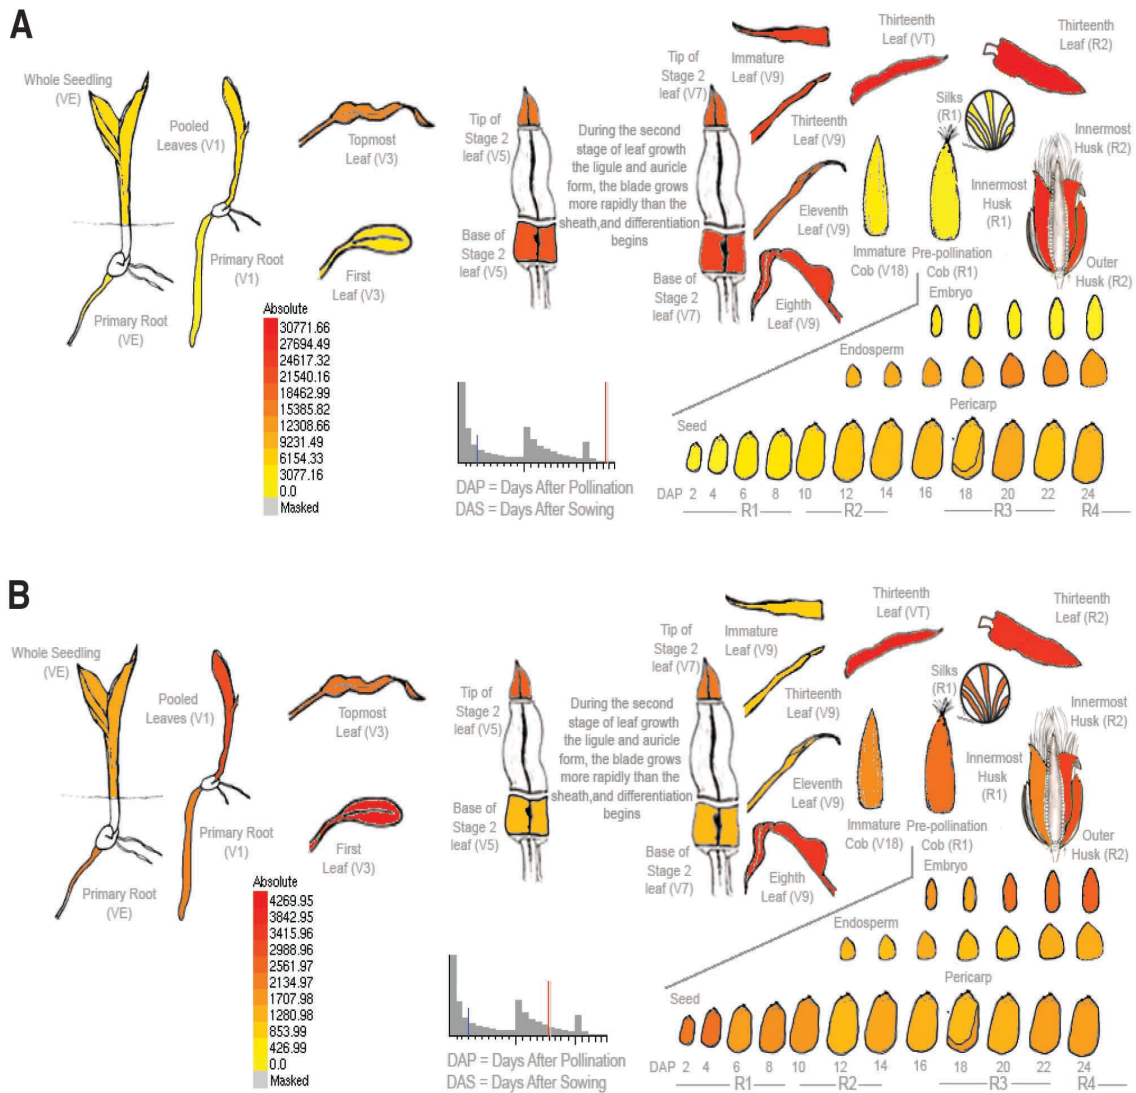 A
Whole Seedling
(VE)
Pooled
Leaves (V1)
Primary Root
(V1)
Primary Root
(VE)
Topmost
Leaf (V3)
First
Leaf (V3)
Absolute
30771.66
27694.49
24617.32
21540.16
18462.99
15385.82
12308.66
9231.49
6154.33
3077.16
0.0
Masked
Tip of
Stage 2
leaf (V5)
Base of
Stage 2
leaf (V5)
During the second
stage of leaf growth
the ligule and auricle
form, the blade grows
more rapidly than the
sheath,and differentiation
begins
Tip of
Stage 2
leaf (V7)
Base of
Stage 2
leaf (V7)
Immature
Leaf (V9)
Thirteenth
Leaf (V9)
Eleventh
Leaf (V9)
Eighth
Leaf (V9)
Thirteenth
Leaf (VT)
Thirteenth
Leaf (R2)
Silks
(R1)
Immature
Cob (V18)
Pre-pollination
Cob (R1)
Innermost
Husk
(R1)
Innermost
Husk (R2)
Outer
Husk (R2)
Embryo
Endosperm
Pericarp
Seed
DAP = Days After Pollination
DAS = Days After Sowing
DAP 2 4 6 8 10 12 14 16 18 20 22 24
R1 R2 R3 R4
B
Whole Seedling
(VE)
Pooled
Leaves (V1)
Primary Root
(V1)
Primary Root
(VE)
Topmost
Leaf (V3)
First
Leaf (V3)
Absolute
4269.95
3842.95
3415.96
2988.96
2561.97
2134.97
1707.98
1280.98
853.99
426.99
0.0
Masked
Tip of
Stage 2
leaf (V5)
Base of
Stage 2
leaf (V5)
During the second
stage of leaf growth
the ligule and auricle
form, the blade grows
more rapidly than the
sheath,and differentiation
begins
Tip of
Stage 2
leaf (V7)
Base of
Stage 2
leaf (V7)
Immature
Leaf (V9)
Thirteenth
Leaf (V9)
Eleventh
Leaf (V9)
Eighth
Leaf (V9)
Thirteenth
Leaf (VT)
Thirteenth
Leaf (R2)
Silks
(R1)
Immature
Cob (V18)
Pre-pollination
Cob (R1)
Innermost
Husk
(R1)
Innermost
Husk (R2)
Outer
Husk (R2)
Embryo
Endosperm
Pericarp
Seed
DAP = Days After Pollination
DAS = Days After Sowing
DAP 2 4 6 8 10 12 14 16 18 20 22 24
R1 R2 R3 R4